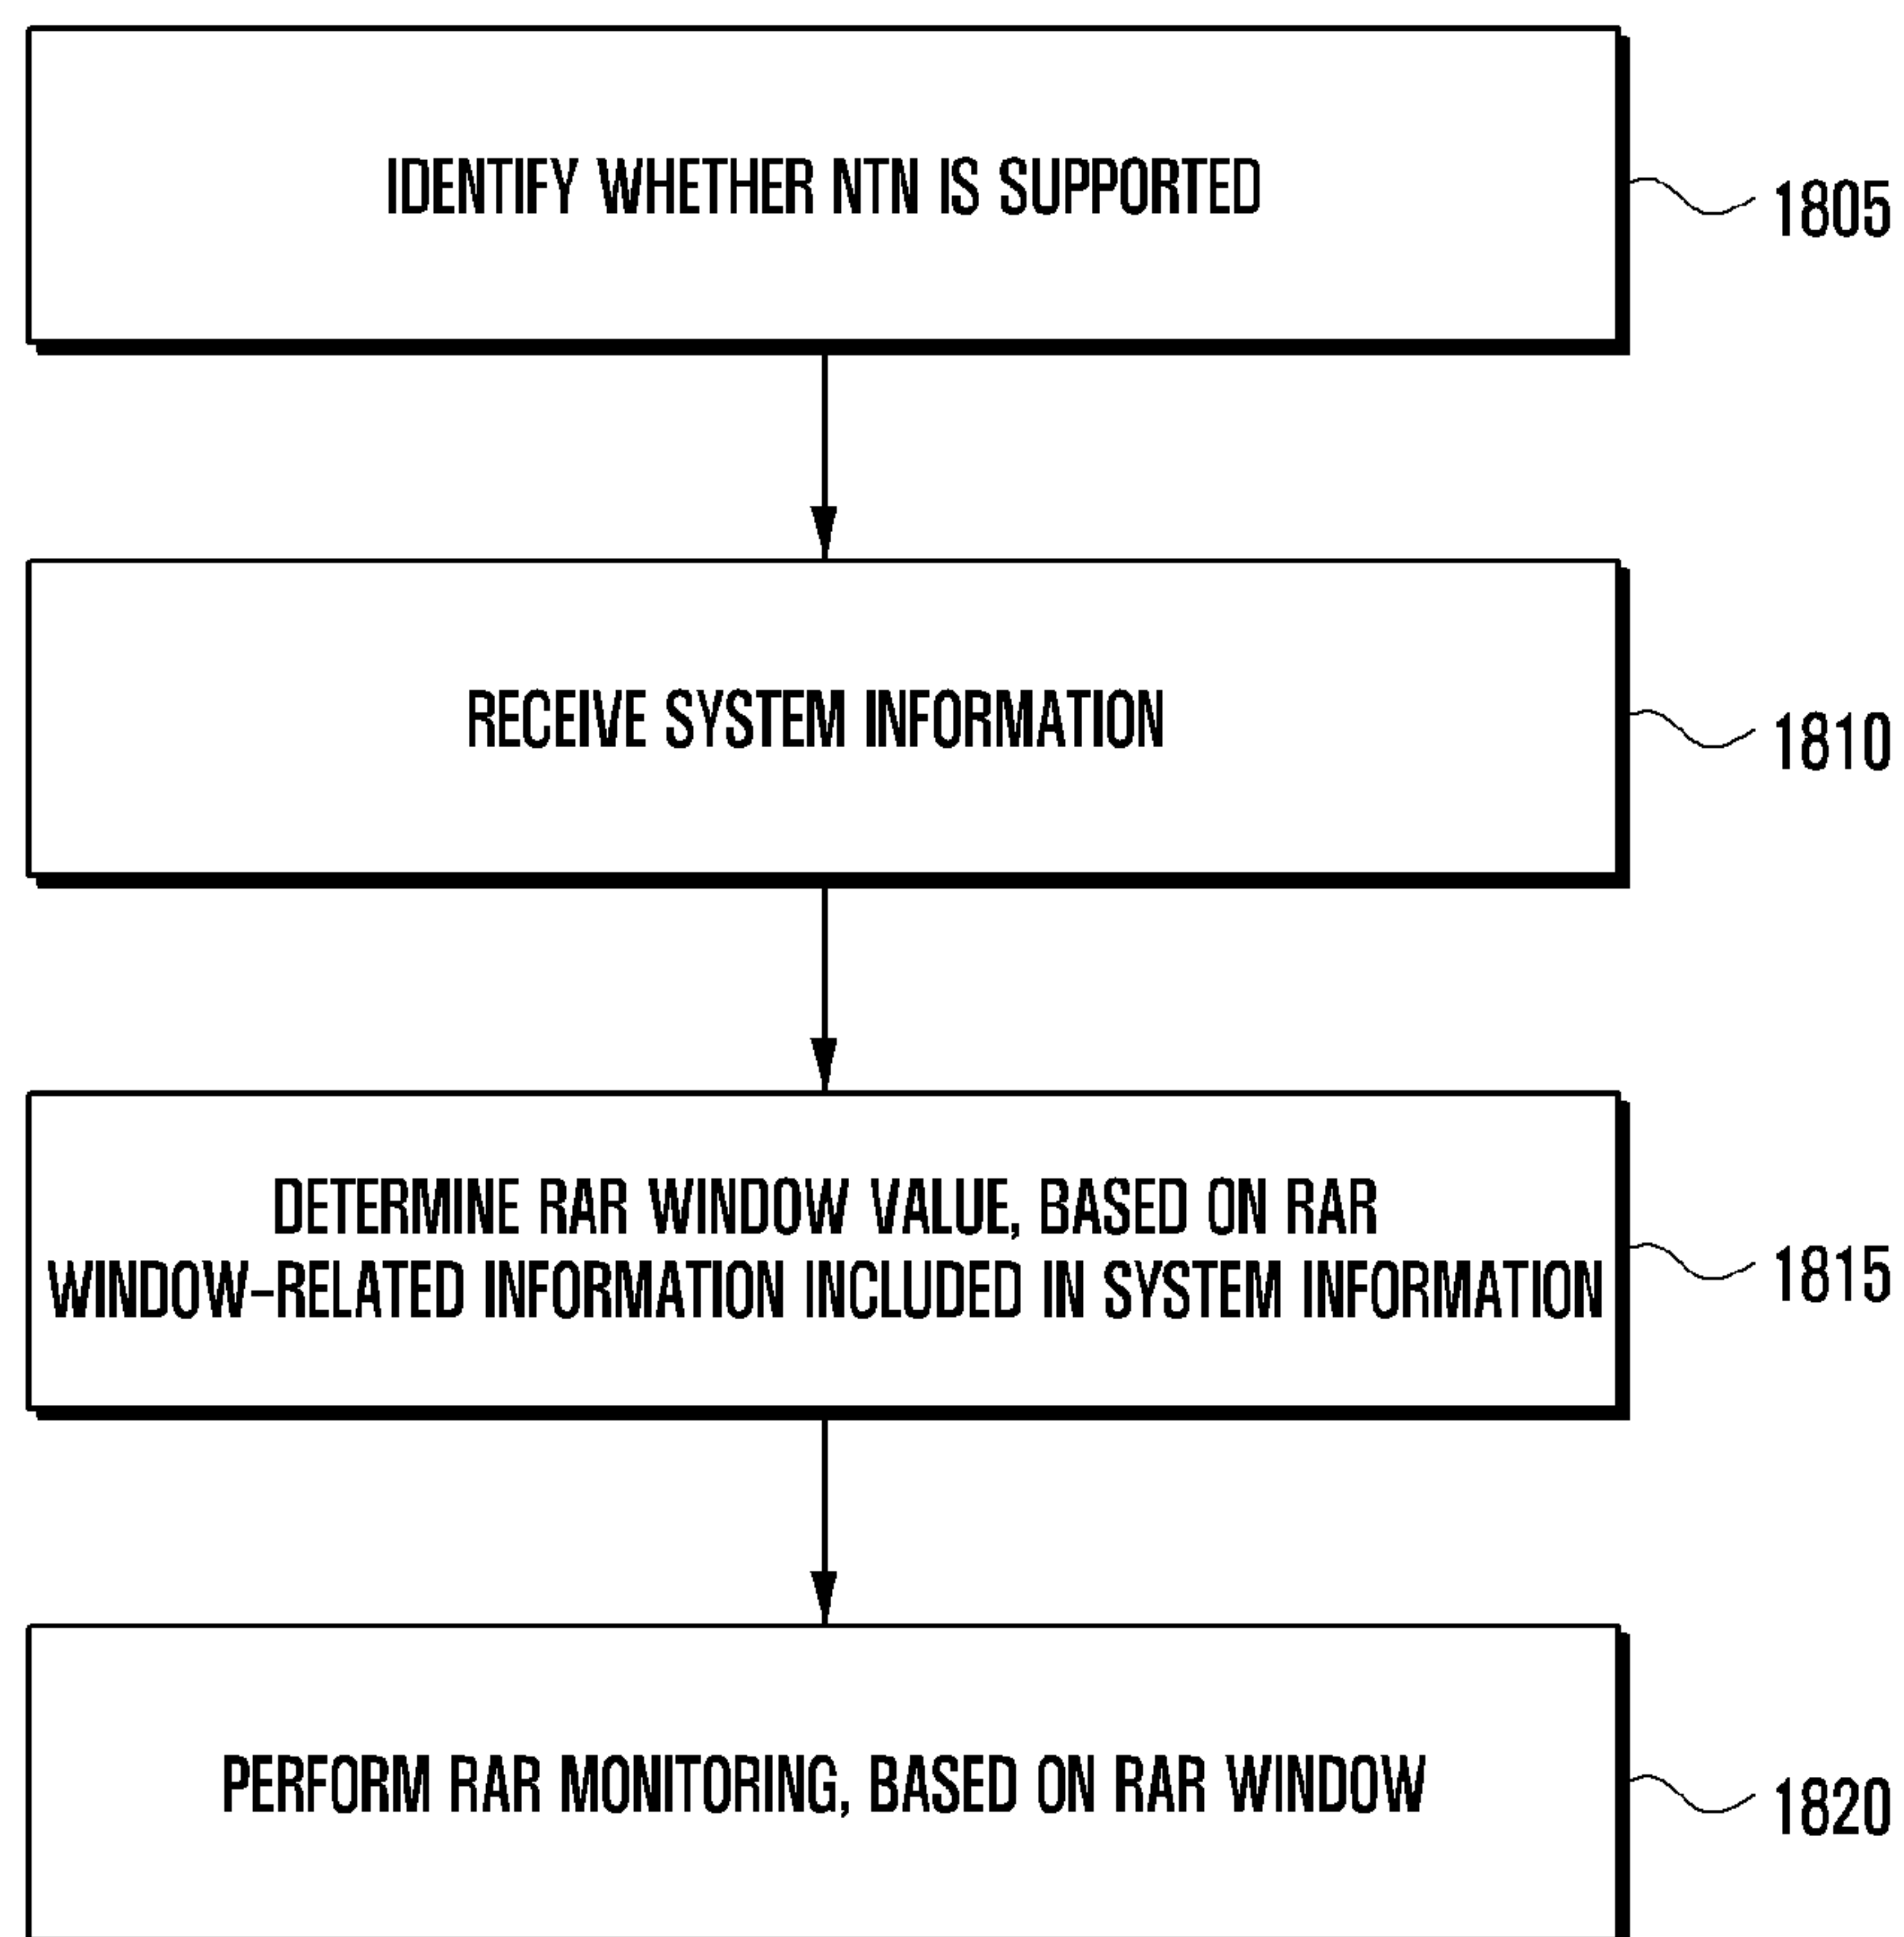 IDENTIFY WHETHER NTN IS SUPPORTED
1805
RECEIVE SYSTEM INFORMATION
1810
DETERMINE RAR WINDOW VALUE, BASED ON RAR
WINDOW-RELATED INFORMATION INCLUDED IN SYSTEM INFORMATION
1815
PERFORM RAR MONITORING, BASED ON RAR WINDOW
1820